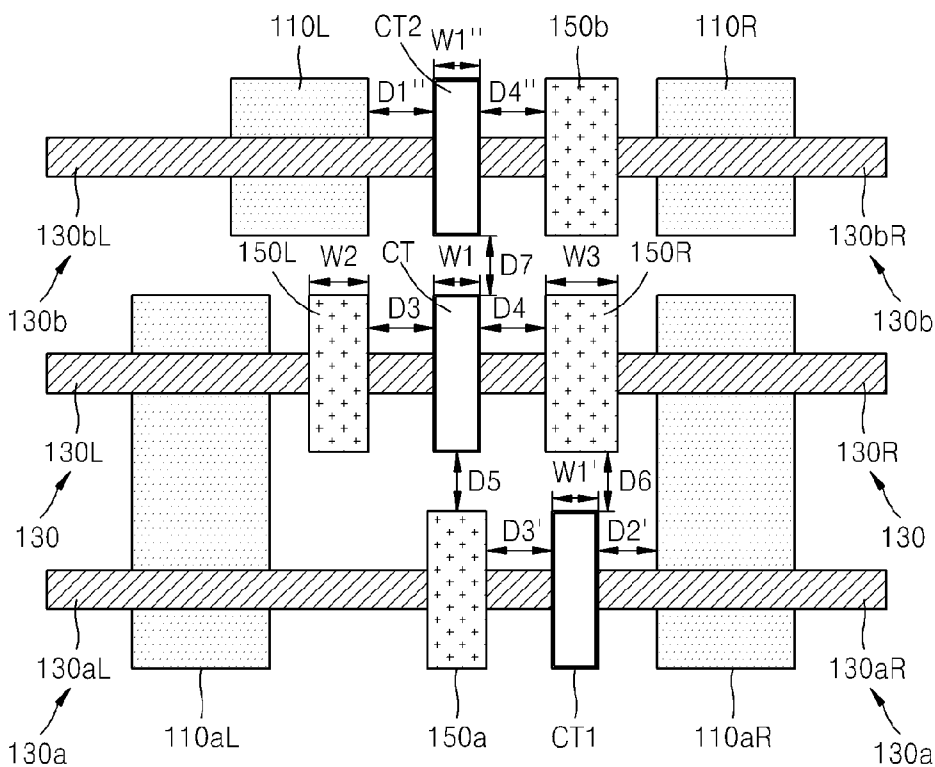 110L CT2 W1'' 150b 110R
D1'' D4''
130bL 130bR
150L W2 CT W1 D7 W3 150R
130b 130b
D3 D4
130L 130R
W1'
D5 D6
130 D3' D2' 130
130aL 130aR
130a 110aL 150a CT1 110aR 130a